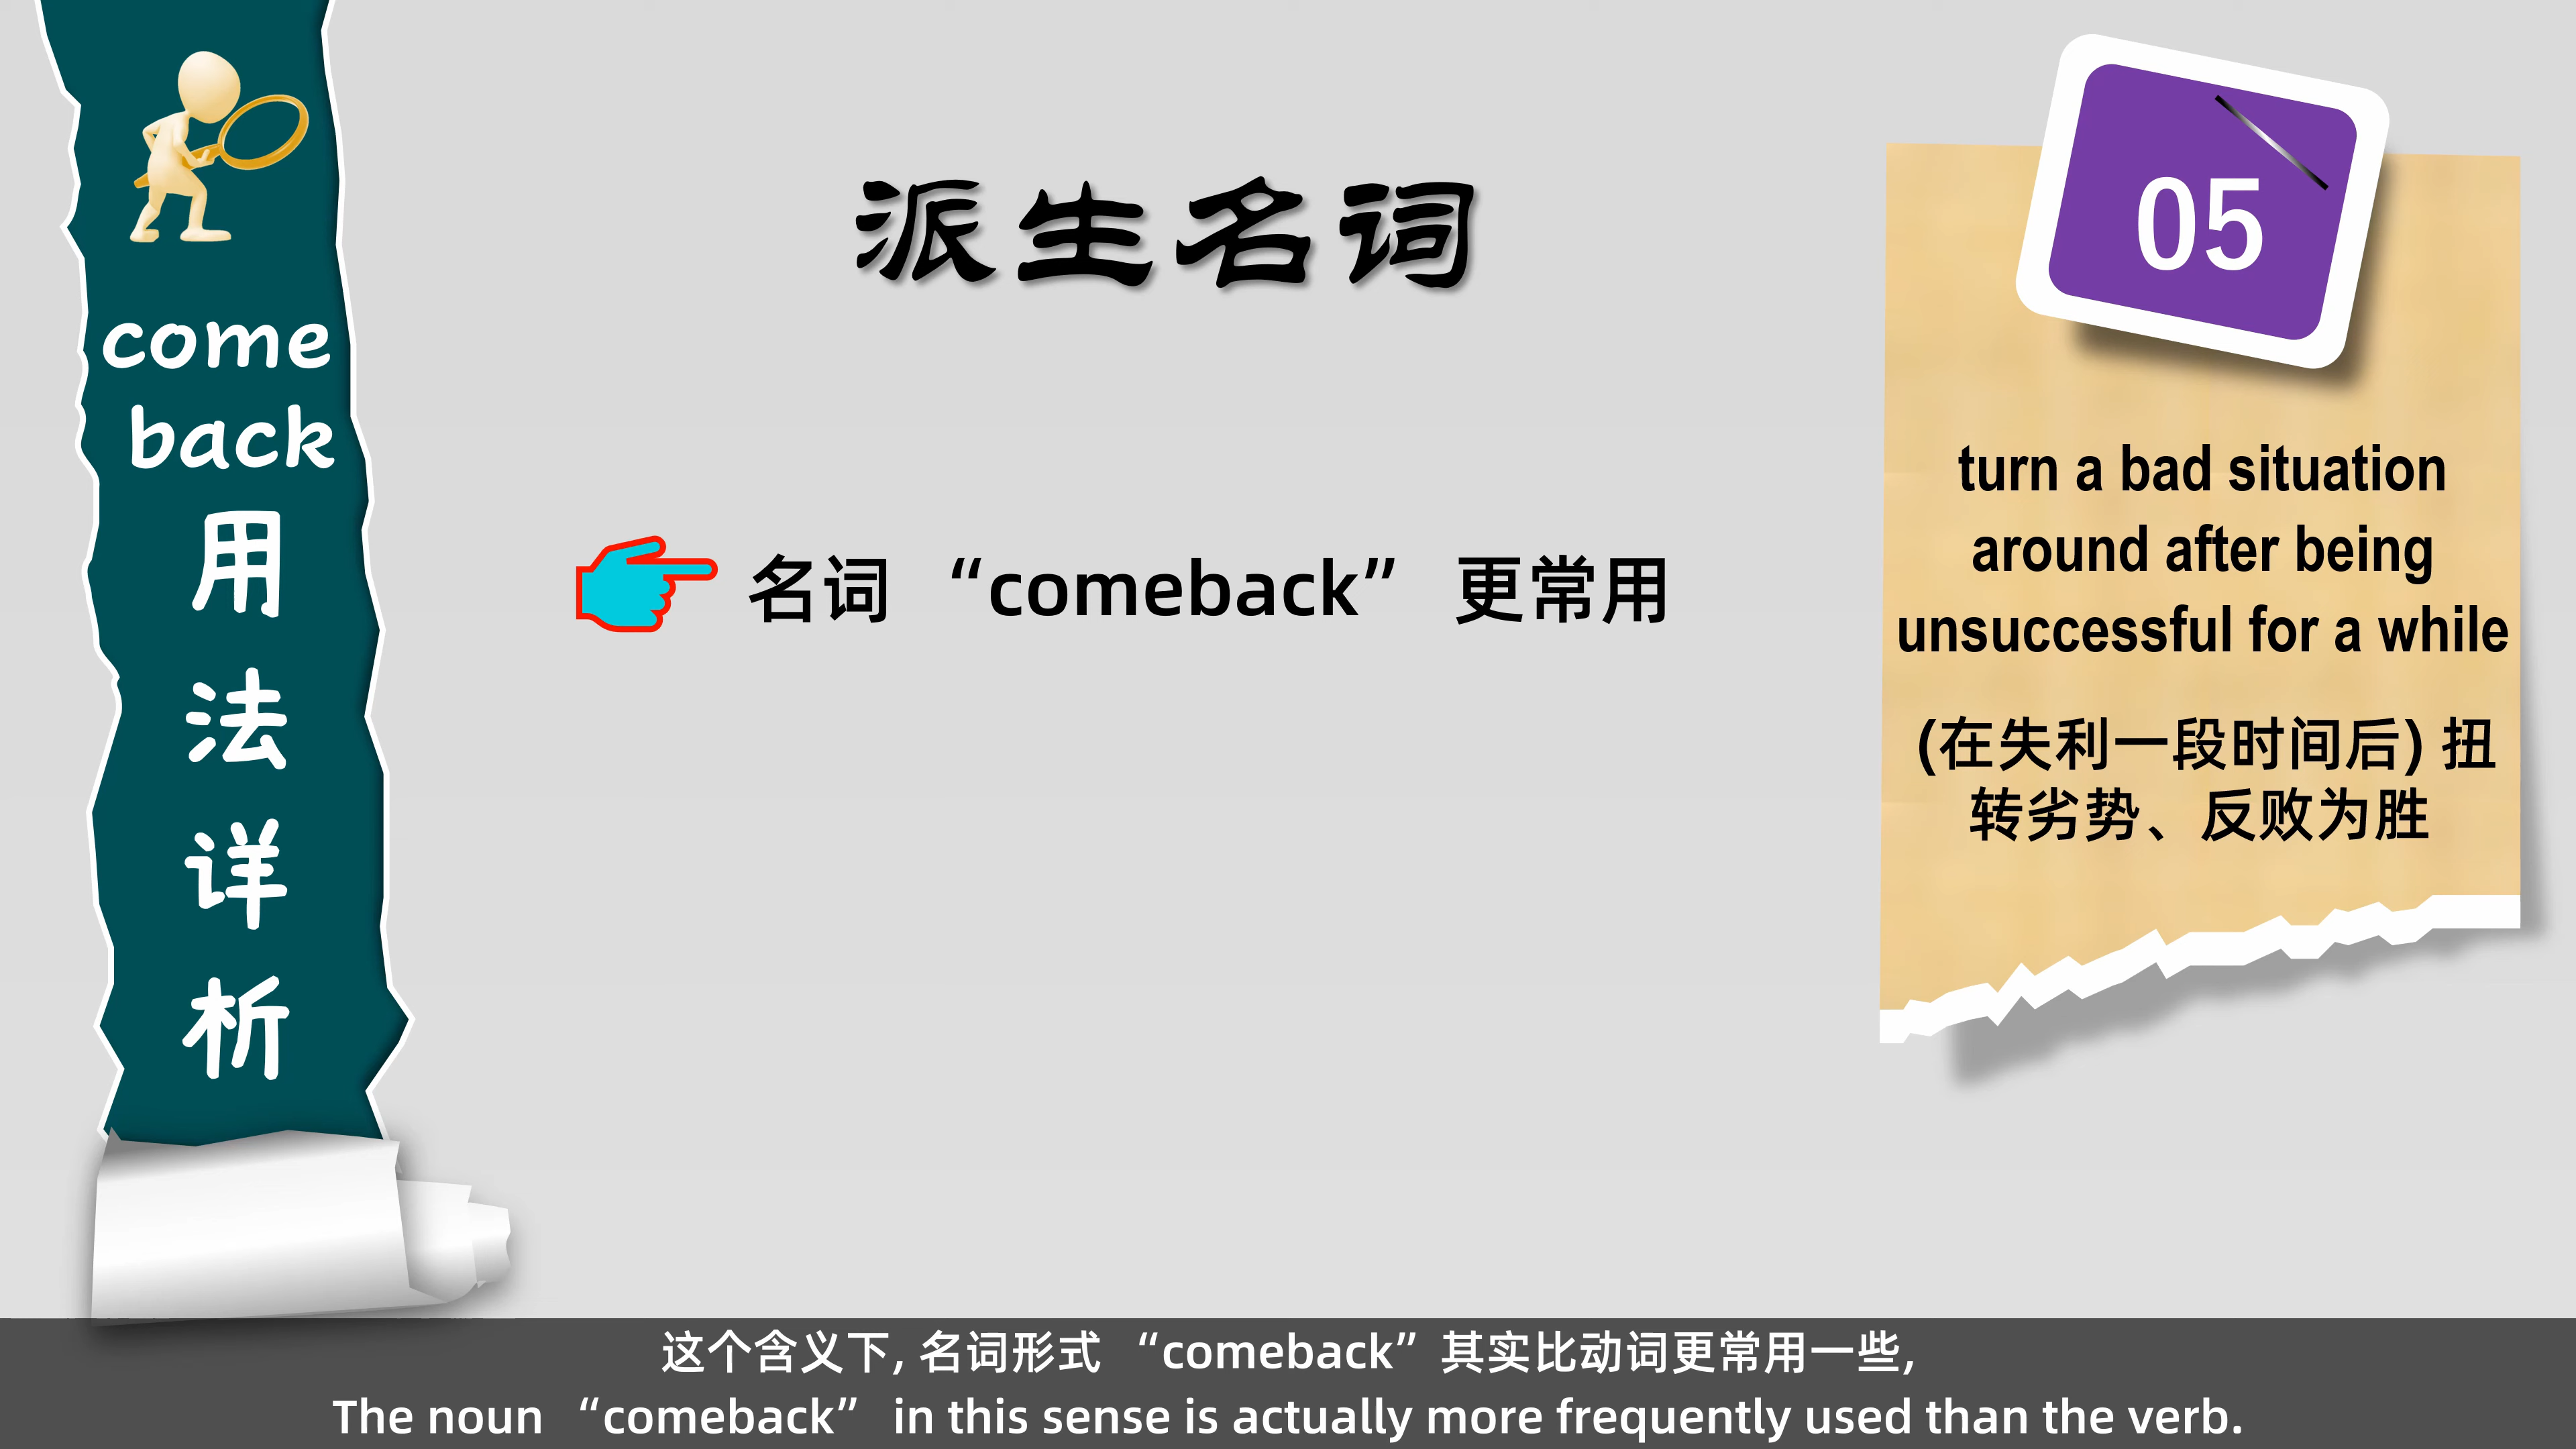 come
back
用
法
详
析
派生名词
名词 “comeback” 更常用
05
turn a bad situation
around after being
unsuccessful for a while
(在失利一段时间后) 扭
转劣势、反败为胜
这个含义下, 名词形式 “comeback” 其实比动词更常用一些,
The noun “comeback” in this sense is actually more frequently used than the verb.